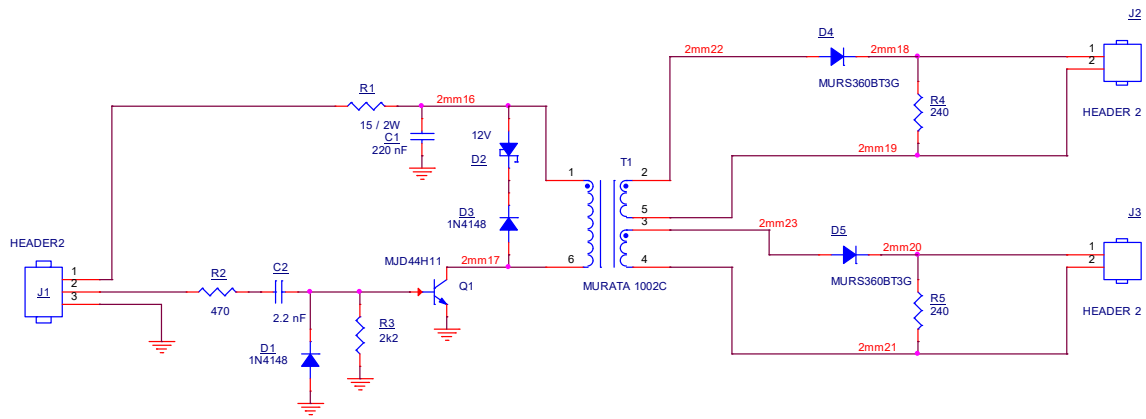 J2
D4
2mm22
2mm18
1
2
MURS360BT3G
R4
240
HEADER 2
2mm19
R1
2mm16
15 / 2W
C1
220 nF
12V
D2
T1
1
2
5
3
6
4
MURATA 1002C
D3
1N4148
MJD44H11
2mm17
Q1
2mm23
J3
D5
2mm20
1
2
MURS360BT3G
R5
240
HEADER 2
2mm21
HEADER2
J1
1
2
3
R2
470
C2
2.2 nF
R3
2k2
D1
1N4148